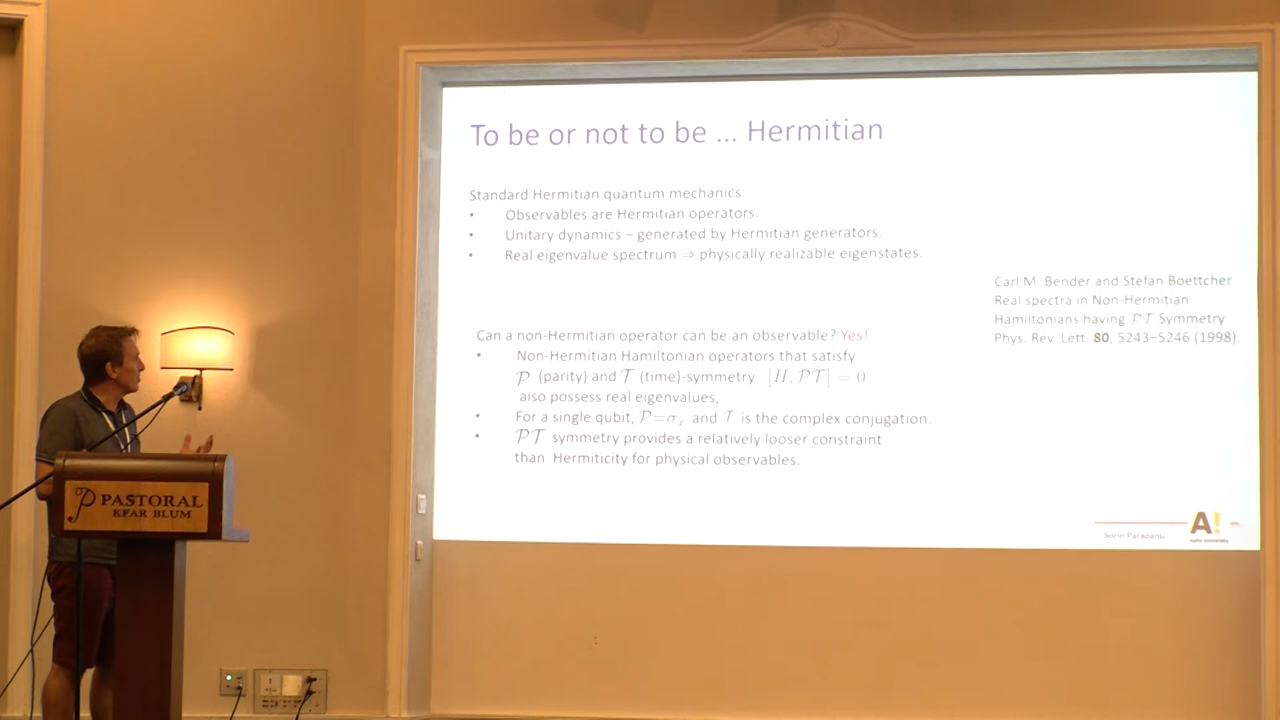 To be or not to be ... Hermitian
Standard Hermitian quantum mechanics:
• Observables are Hermitian operators.
• Unitary dynamics – generated by Hermitian generators.
• Real eigenvalue spectrum ⇒ physically realizable eigenstates.
Carl M. Bender and Stefan Boettcher
Real spectra in Non-Hermitian
Hamiltonians having 𝒫𝒯 Symmetry
Phys. Rev. Lett. 80, 5243–5246 (1998).
Can a non-Hermitian operator can be an observable? Yes!
• Non-Hermitian Hamiltonian operators that satisfy
𝒫 (parity) and 𝒯 (time)-symmetry [H, 𝒫𝒯] = 0
also possess real eigenvalues,
• For a single qubit, 𝒫=σₓ and 𝒯 is the complex conjugation.
• 𝒫𝒯 symmetry provides a relatively looser constraint
than Hermiticity for physical observables.
Sorin Paraoanu
A!
Aalto University
P PASTORAL
KFAR BLUM